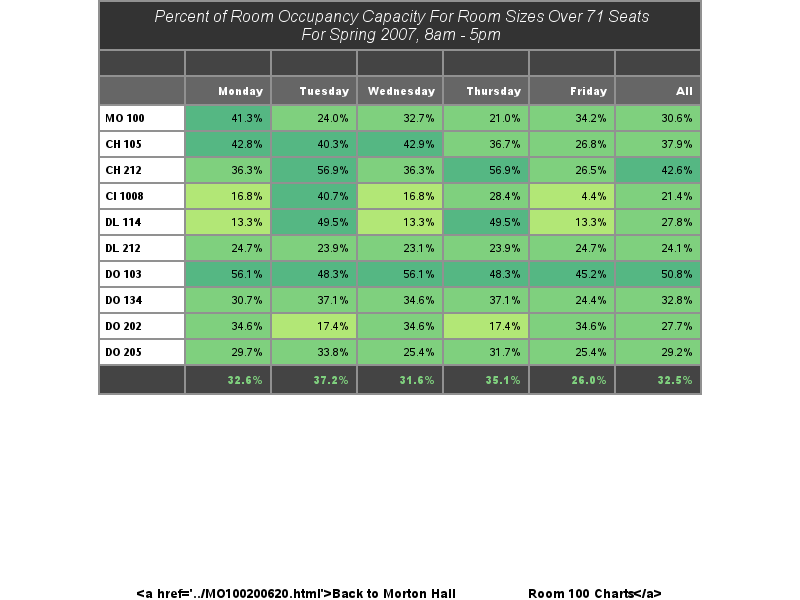 Percent of Room Occupancy Capacity For Room Sizes Over 71 Seats
For Spring 2007, 8am - 5pm
Monday Tuesday Wednesday Thursday Friday All
MO 100 41.3% 24.0% 32.7% 21.0% 34.2% 30.6%
CH 105 42.8% 40.3% 42.9% 36.7% 26.8% 37.9%
CH 212 36.3% 56.9% 36.3% 56.9% 26.5% 42.6%
CI 1008 16.8% 40.7% 16.8% 28.4% 4.4% 21.4%
DL 114 13.3% 49.5% 13.3% 49.5% 13.3% 27.8%
DL 212 24.7% 23.9% 23.1% 23.9% 24.7% 24.1%
DO 103 56.1% 48.3% 56.1% 48.3% 45.2% 50.8%
DO 134 30.7% 37.1% 34.6% 37.1% 24.4% 32.8%
DO 202 34.6% 17.4% 34.6% 17.4% 34.6% 27.7%
DO 205 29.7% 33.8% 25.4% 31.7% 25.4% 29.2%
32.6% 37.2% 31.6% 35.1% 26.0% 32.5%
<a href='../MO100200620.html'>Back to Morton Hall Room 100 Charts</a>